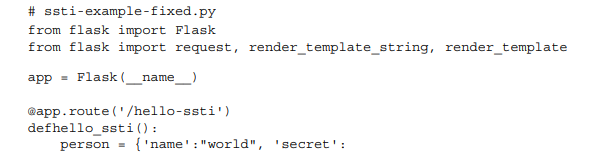 # ssti-example-fixed.py
from flask import Flask
from flask import request, render_template_string, render_template
app = Flask(__name__)
@app.route('/hello-ssti')
defhello_ssti():
person = {'name':"world", 'secret':